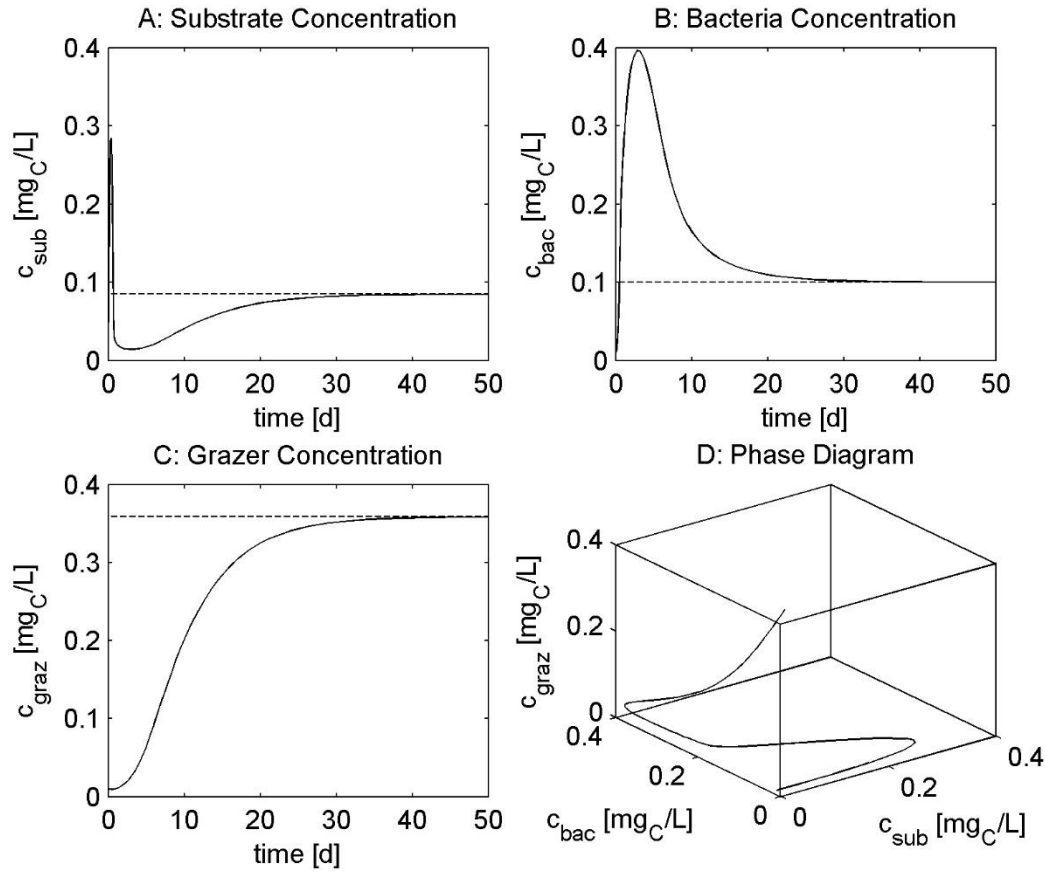 A: Substrate Concentration
0.4
0.3
0.2
0.1
0
c_sub [mg_C/L]
0 10 20 30 40 50
time [d]
B: Bacteria Concentration
0.4
0.3
0.2
0.1
0
c_bac [mg_C/L]
0 10 20 30 40 50
time [d]
C: Grazer Concentration
0.4
0.3
0.2
0.1
0
c_graz [mg_C/L]
0 10 20 30 40 50
time [d]
D: Phase Diagram
0.4
0.2
0
c_graz [mg_C/L]
0.4
0.2
0
c_bac [mg_C/L]
0
0.2
0.4
c_sub [mg_C/L]